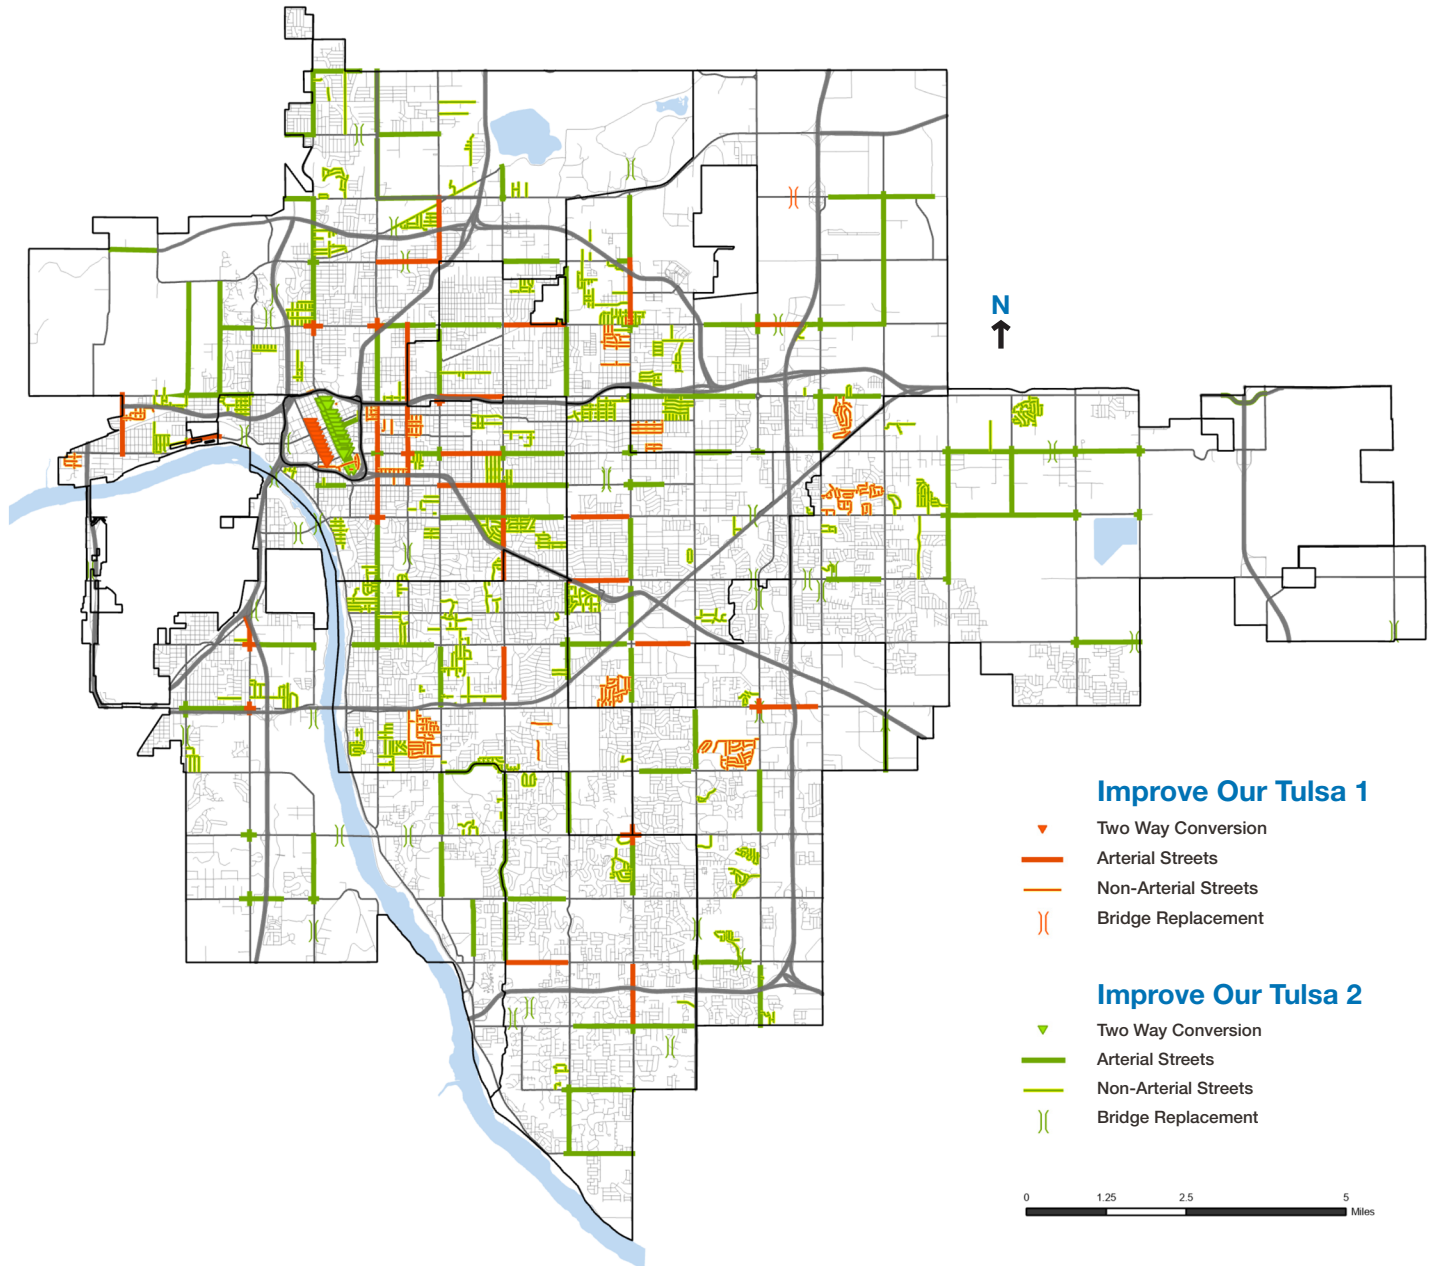 N
Improve Our Tulsa 1
Two Way Conversion
Arterial Streets
Non-Arterial Streets
Bridge Replacement
Improve Our Tulsa 2
Two Way Conversion
Arterial Streets
Non-Arterial Streets
Bridge Replacement
0 1.25 2.5 5
Miles